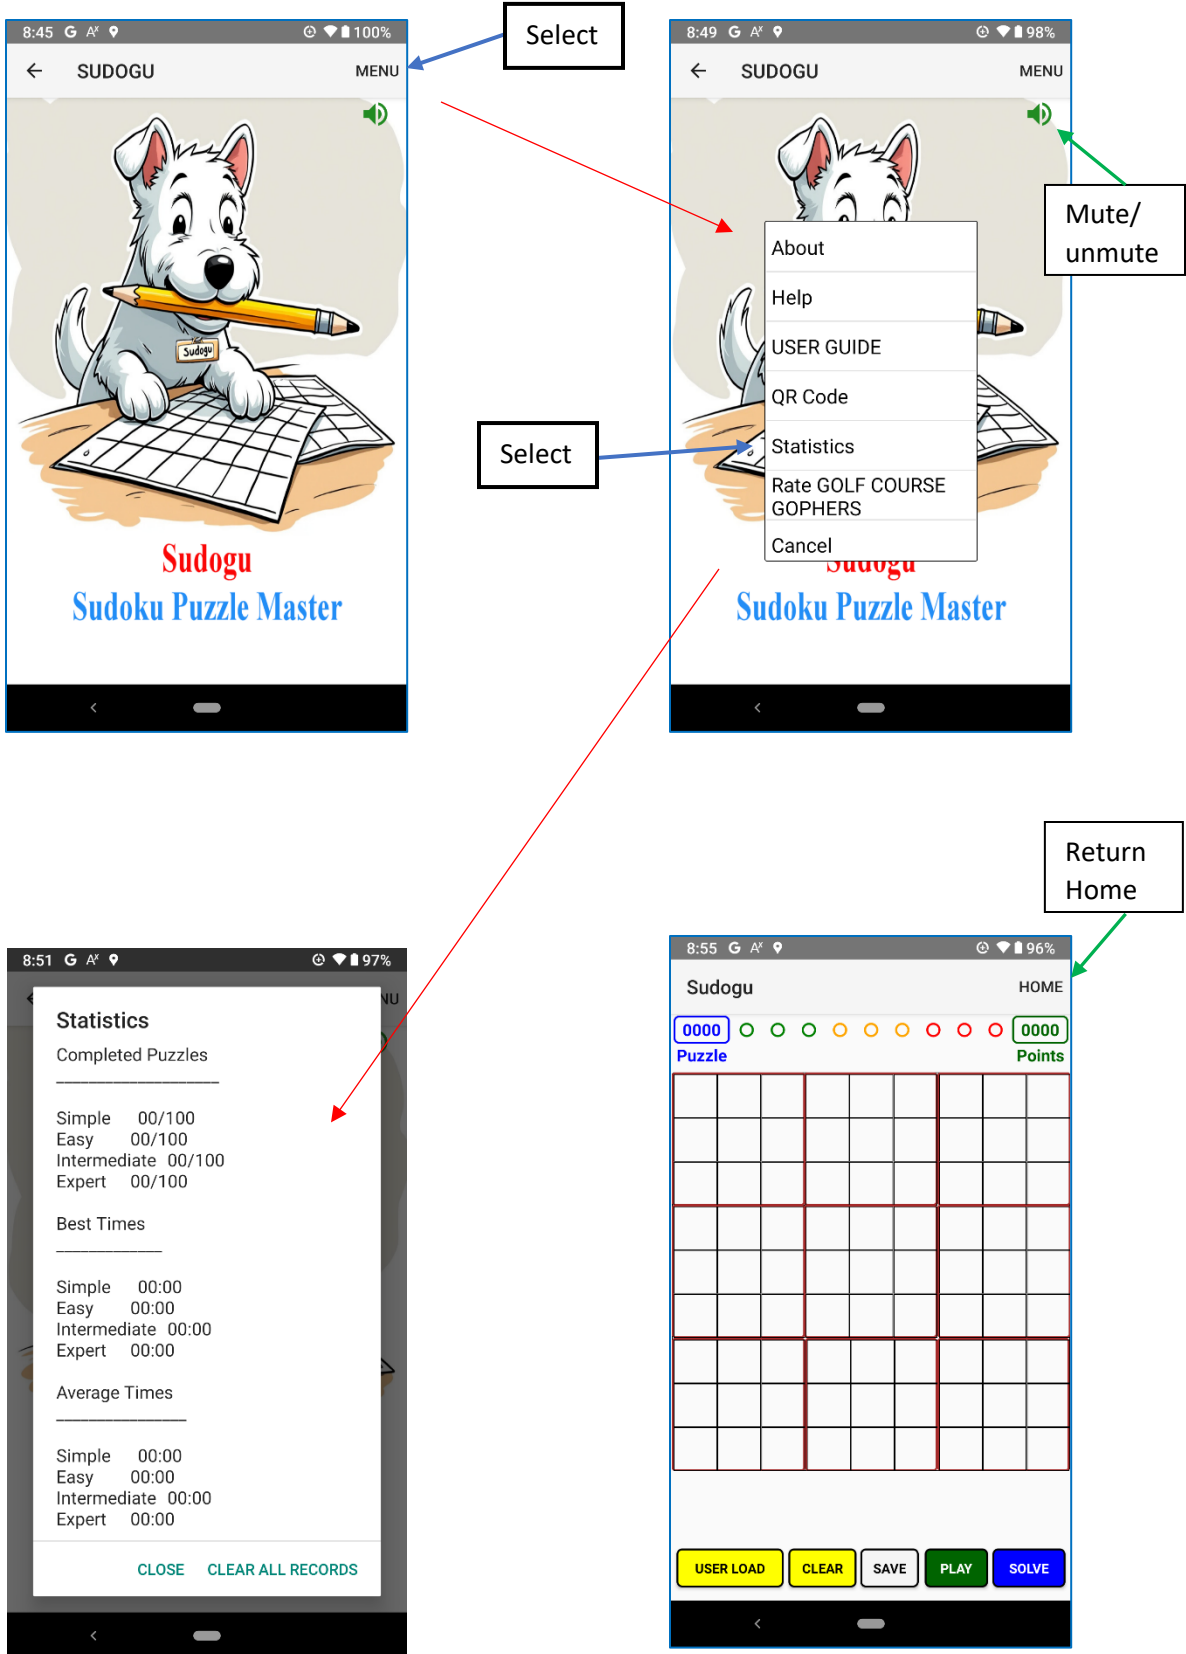 8:45 G 100%
Select
SUDOGU MENU
Sudogu
Sudogu
Sudoku Puzzle Master
8:49 G 98%
SUDOGU MENU
Mute/
unmute
About
Help
USER GUIDE
QR Code
Select
Statistics
Rate GOLF COURSE
GOPHERS
Cancel
Sudogu
Sudoku Puzzle Master
Return
Home
8:51 G 97%
NU
Statistics
Completed Puzzles
Simple 00/100
Easy 00/100
Intermediate 00/100
Expert 00/100
Best Times
Simple 00:00
Easy 00:00
Intermediate 00:00
Expert 00:00
Average Times
Simple 00:00
Easy 00:00
Intermediate 00:00
Expert 00:00
CLOSE CLEAR ALL RECORDS
8:55 G 96%
Sudogu HOME
0000 0000
Puzzle Points
USER LOAD CLEAR SAVE PLAY SOLVE